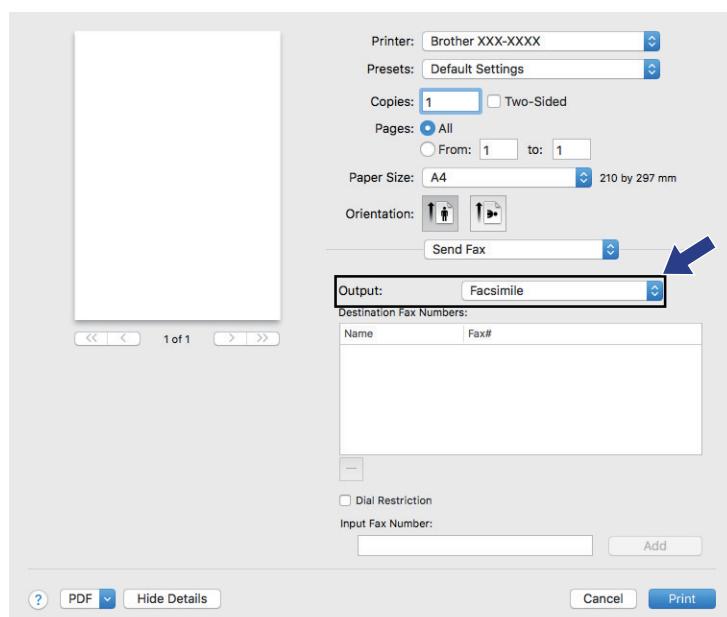 Printer: Brother XXX-XXXX
Presets: Default Settings
Copies: 1 Two-Sided
Pages: All
From: 1 to: 1
Paper Size: A4 210 by 297 mm
Orientation:
Send Fax
Output: Facsimile
Destination Fax Numbers:
Name Fax#
<< < 1 of 1 > >>
Dial Restriction
Input Fax Number:
Add
? PDF Hide Details Cancel Print